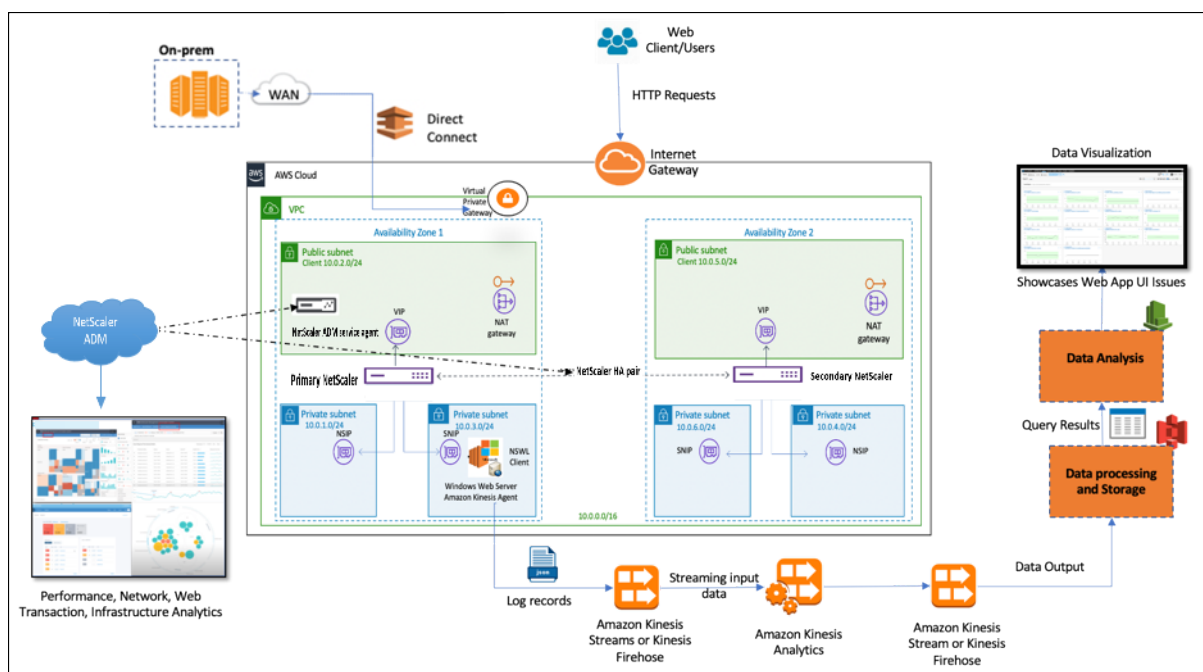 On-prem
WAN
Direct
Connect
Web
Client/Users
HTTP Requests
Internet
Gateway
aws
AWS Cloud
Virtual
Private
Gateway
VPC
Availability Zone 1
Public subnet
Client 10.0.2.0/24
NetScaler ADM service agent
VIP
NAT
gateway
Primary NetScaler
NetScaler HA pair
Private subnet
10.0.1.0/24
NSIP
Private subnet
10.0.3.0/24
SNIP
NSWL
Client
Windows Web Server
Amazon Kinesis Agent
Availability Zone 2
Public subnet
Client 10.0.5.0/24
VIP
NAT
gateway
Secondary NetScaler
Private subnet
10.0.6.0/24
SNIP
Private subnet
10.0.4.0/24
NSIP
10.0.0.0/16
NetScaler
ADM
Performance, Network, Web
Transaction, Infrastructure Analytics
json
Log records
Amazon Kinesis
Streams or Kinesis
Firehose
Streaming input
data
Amazon Kinesis
Analytics
Amazon Kinesis
Stream or Kinesis
Firehose
Data Output
Data processing
and Storage
Query Results
Data Analysis
Showcases Web App UI Issues
Data Visualization